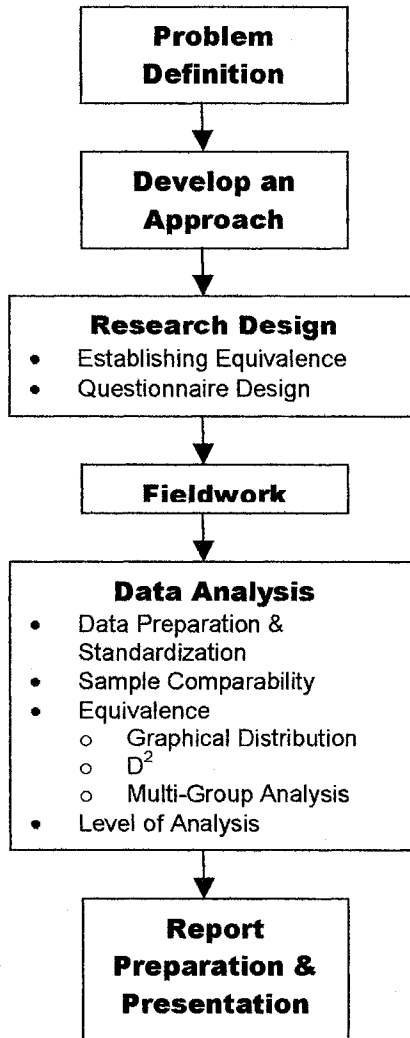 Problem
Definition
Develop an
Approach
Research Design
• Establishing Equivalence
• Questionnaire Design
Fieldwork
Data Analysis
• Data Preparation &
Standardization
• Sample Comparability
• Equivalence
o Graphical Distribution
o D²
o Multi-Group Analysis
• Level of Analysis
Report
Preparation &
Presentation